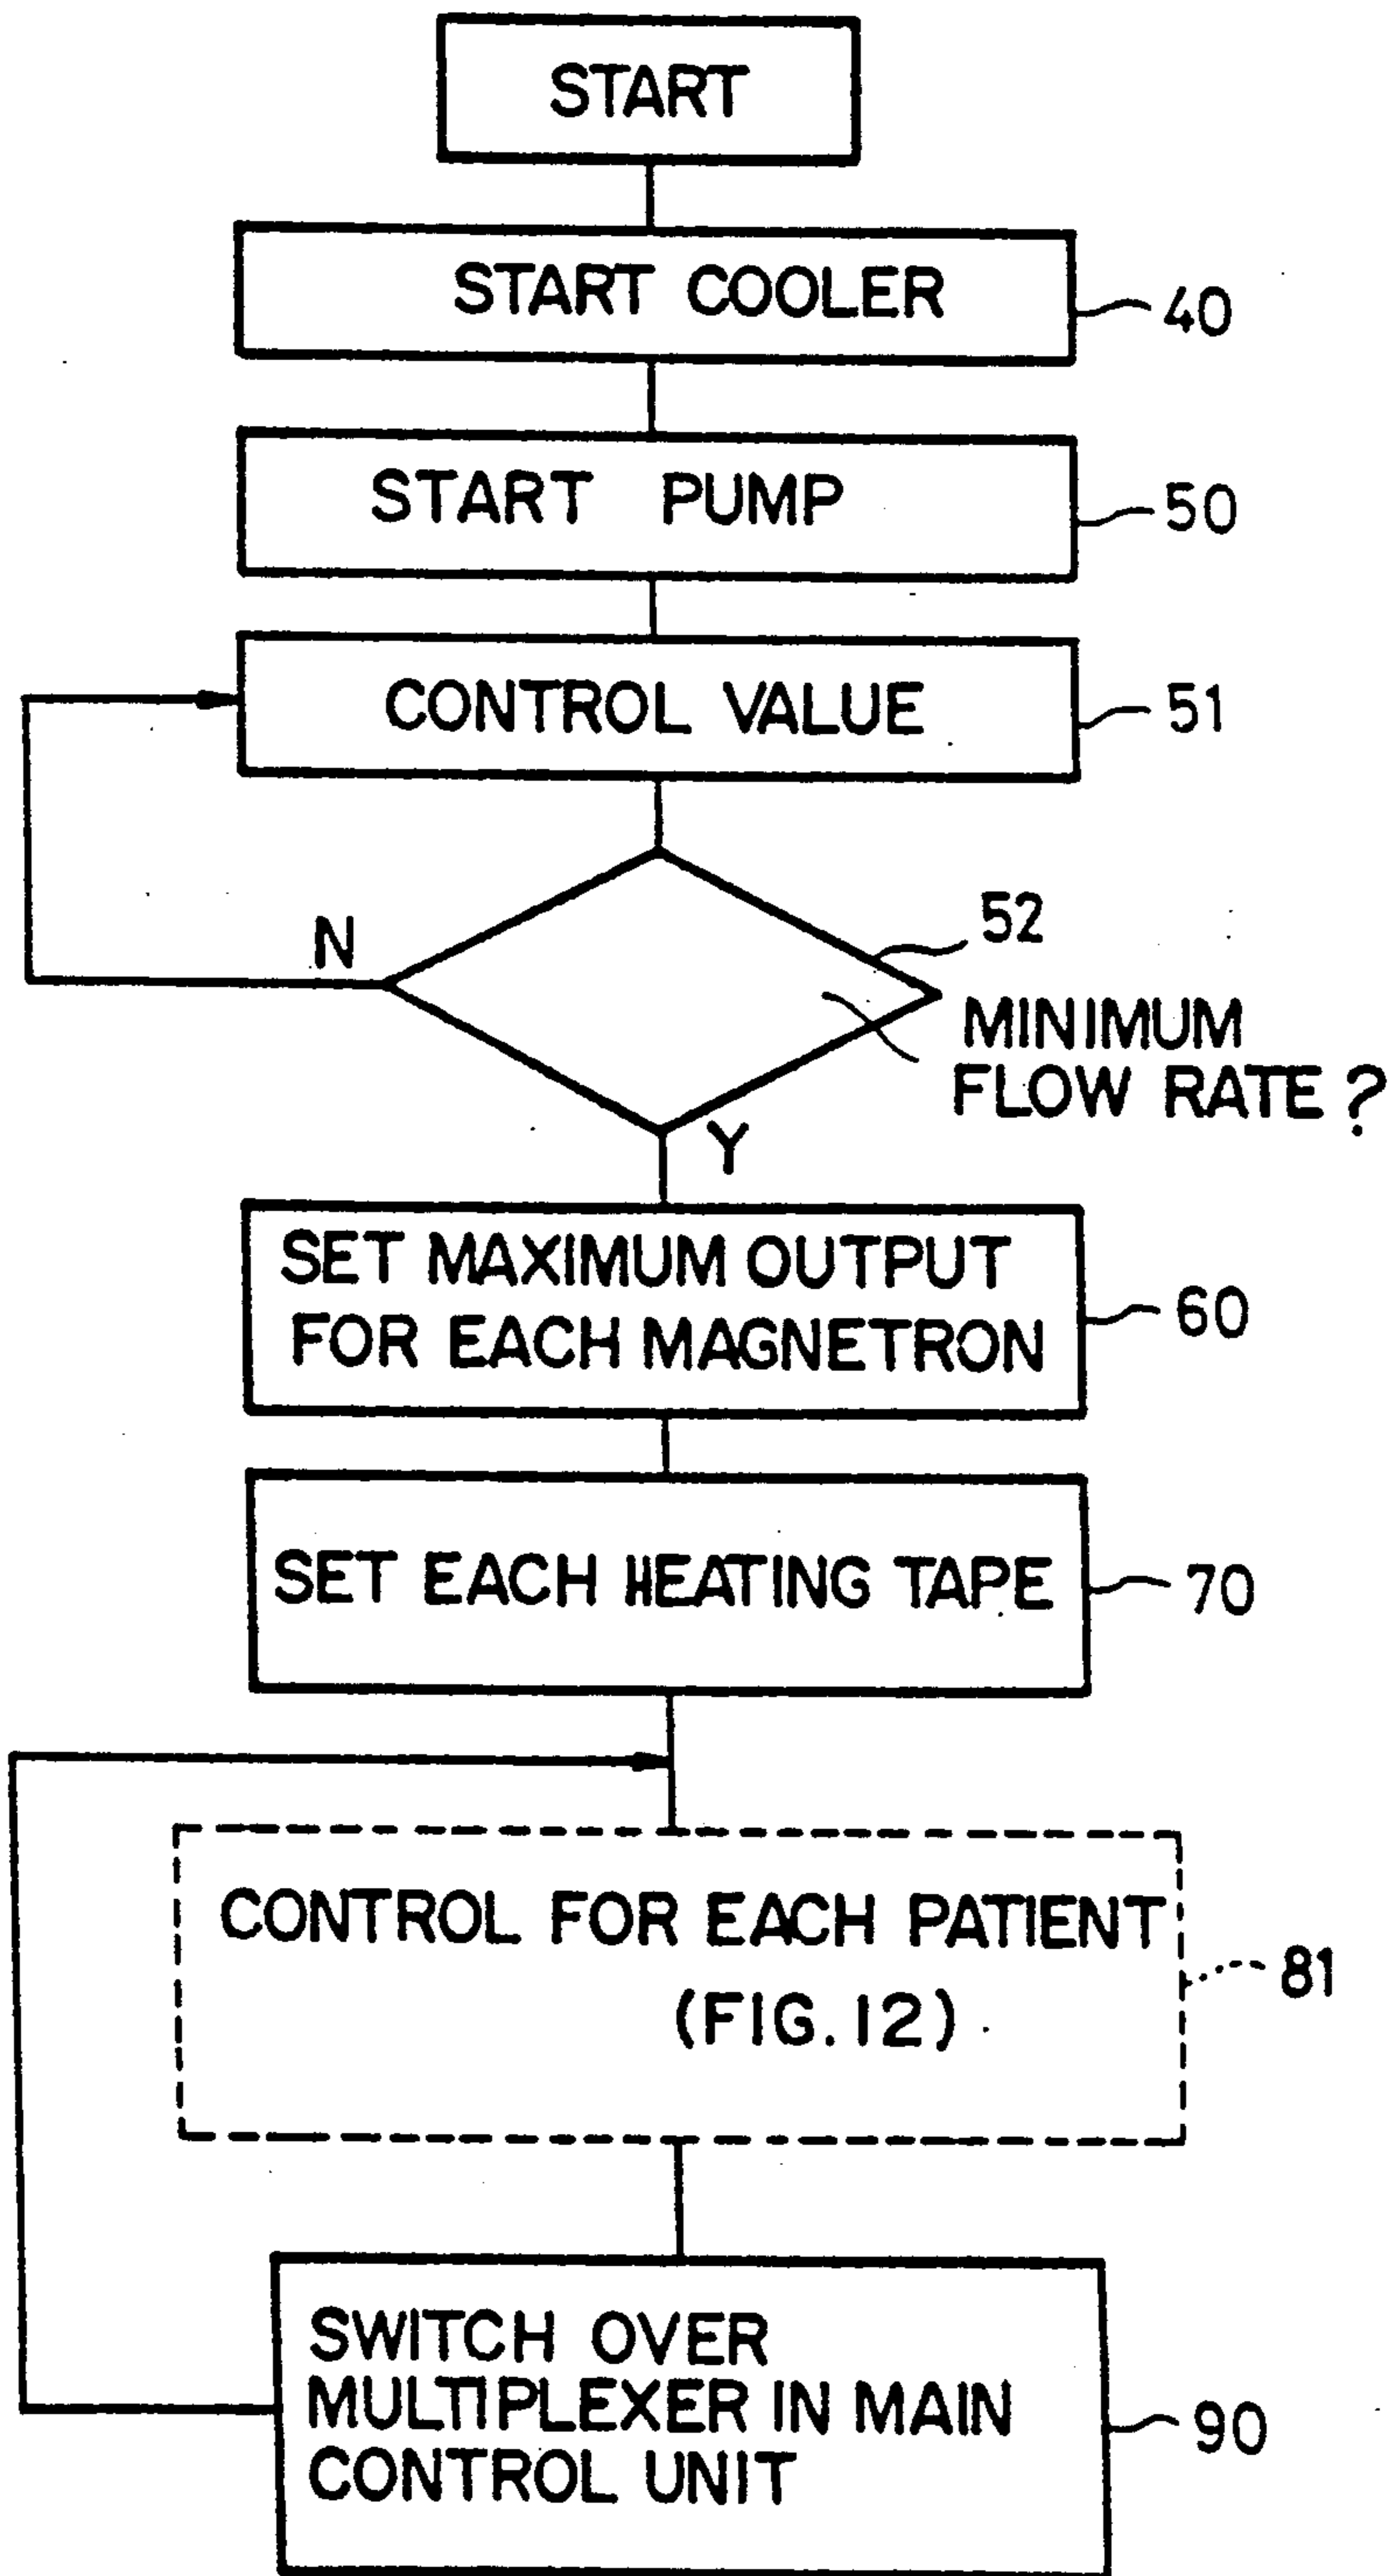 START
START COOLER
40
START PUMP
50
CONTROL VALUE
51
N
52
MINIMUM
FLOW RATE?
Y
SET MAXIMUM OUTPUT
FOR EACH MAGNETRON
60
SET EACH HEATING TAPE
70
CONTROL FOR EACH PATIENT
(FIG.12)
81
SWITCH OVER
MULTIPLEXER IN MAIN
CONTROL UNIT
90